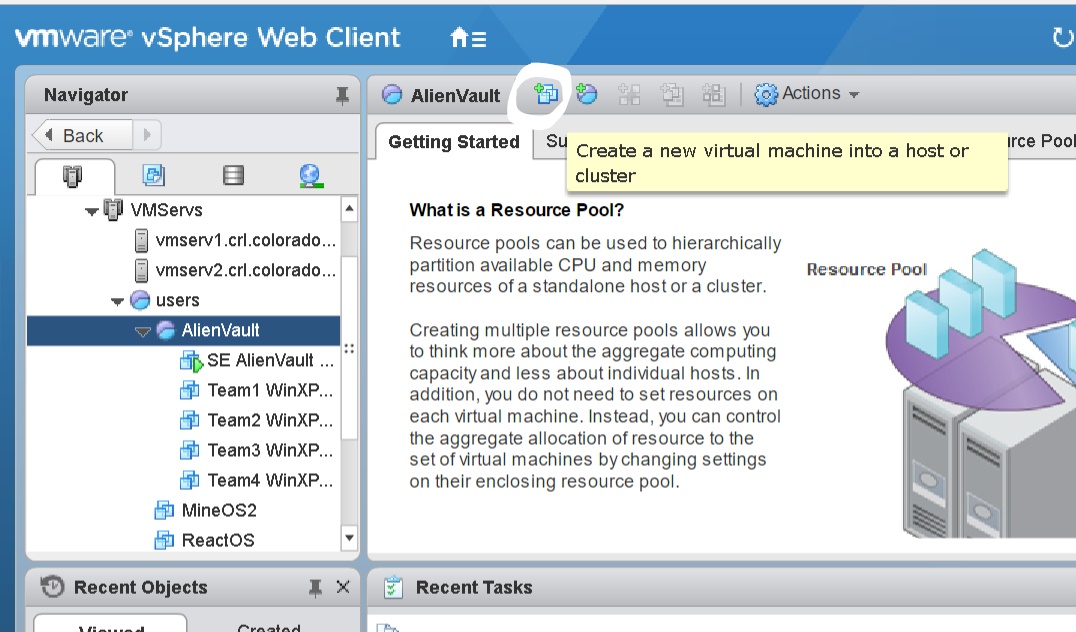 vmware® vSphere Web Client
Navigator
Back
VMServs
vmserv1.crl.colorado...
vmserv2.crl.colorado...
users
AlienVault
SE AlienVault ...
Team1 WinXP...
Team2 WinXP...
Team3 WinXP...
Team4 WinXP...
MineOS2
ReactOS
Recent Objects
Viewed
Created
AlienVault
Actions
Getting Started
Su
rce Pool
Create a new virtual machine into a host or
cluster
What is a Resource Pool?
Resource pools can be used to hierarchically
partition available CPU and memory
resources of a standalone host or a cluster.
Creating multiple resource pools allows you
to think more about the aggregate computing
capacity and less about individual hosts. In
addition, you do not need to set resources on
each virtual machine. Instead, you can control
the aggregate allocation of resource to the
set of virtual machines by changing settings
on their enclosing resource pool.
Resource Pool
Recent Tasks